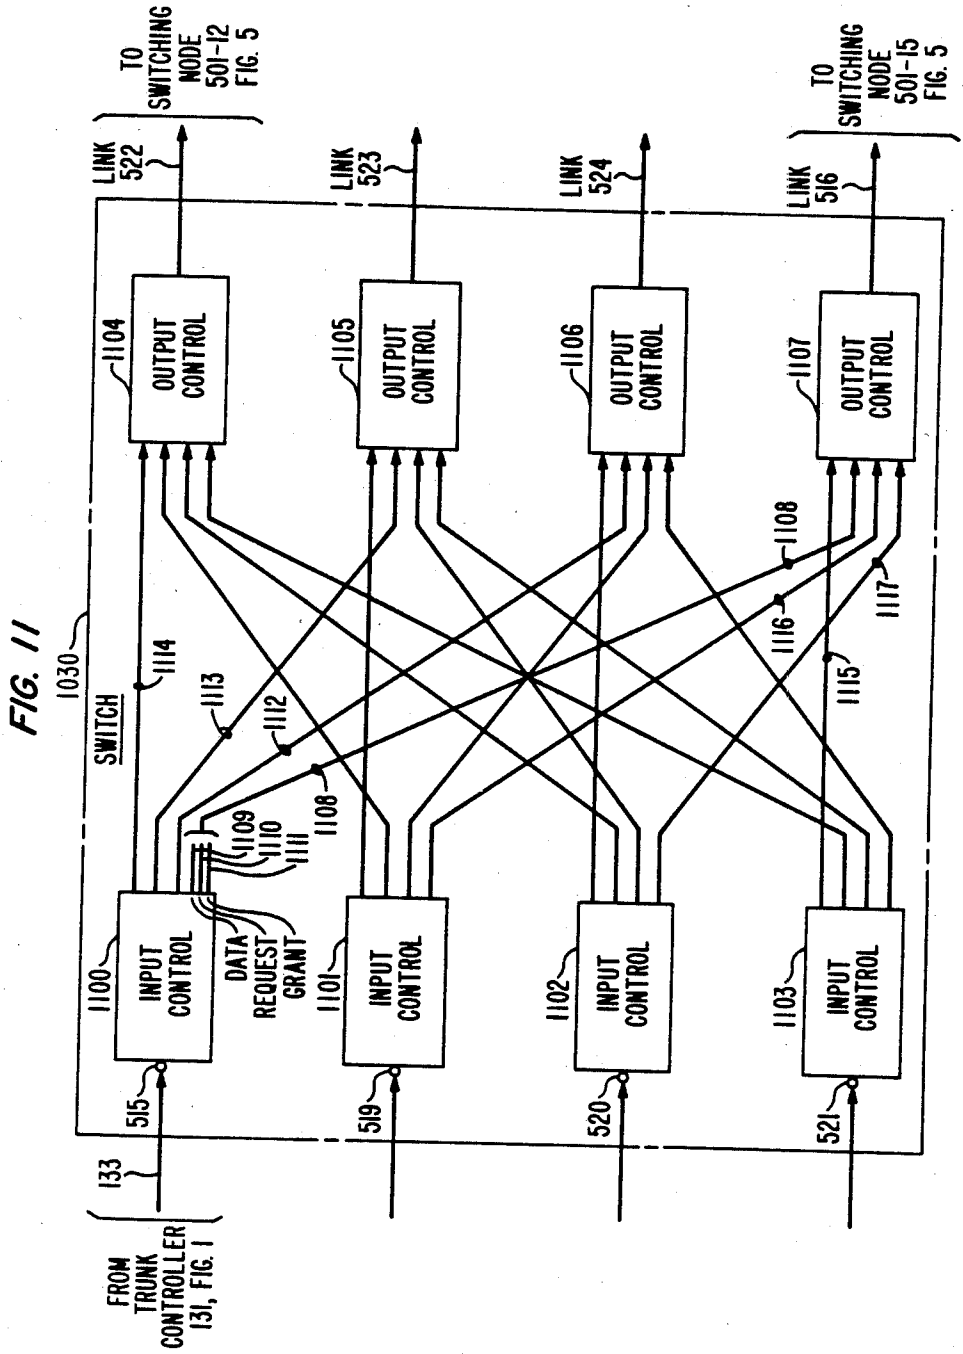 FIG. 11
1030
SWITCH
FROM
TRUNK
CONTROLLER
131, FIG. 1
133
515
1100
INPUT
CONTROL
DATA
REQUEST
GRANT
1109
1110
1111
1108
1112
1113
1114
1104
OUTPUT
CONTROL
LINK
522
TO
SWITCHING
NODE
501-12
FIG. 5
519
1101
INPUT
CONTROL
1105
OUTPUT
CONTROL
LINK
523
520
1102
INPUT
CONTROL
1106
OUTPUT
CONTROL
LINK
524
521
1103
INPUT
CONTROL
1115
1116
1108
1117
1107
OUTPUT
CONTROL
LINK
516
TO
SWITCHING
NODE
501-15
FIG. 5